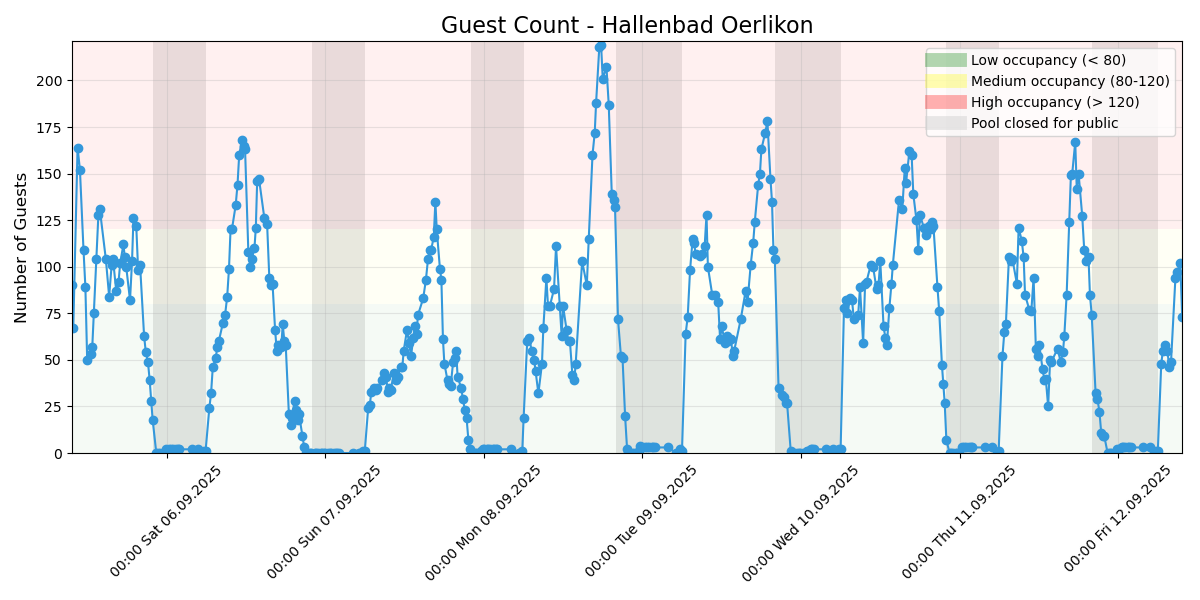 Guest Count - Hallenbad Oerlikon
Number of Guests
200
175
150
125
100
75
50
25
0
Low occupancy (< 80)
Medium occupancy (80-120)
High occupancy (> 120)
Pool closed for public
00:00 Sat 06.09.2025
00:00 Sun 07.09.2025
00:00 Mon 08.09.2025
00:00 Tue 09.09.2025
00:00 Wed 10.09.2025
00:00 Thu 11.09.2025
00:00 Fri 12.09.2025